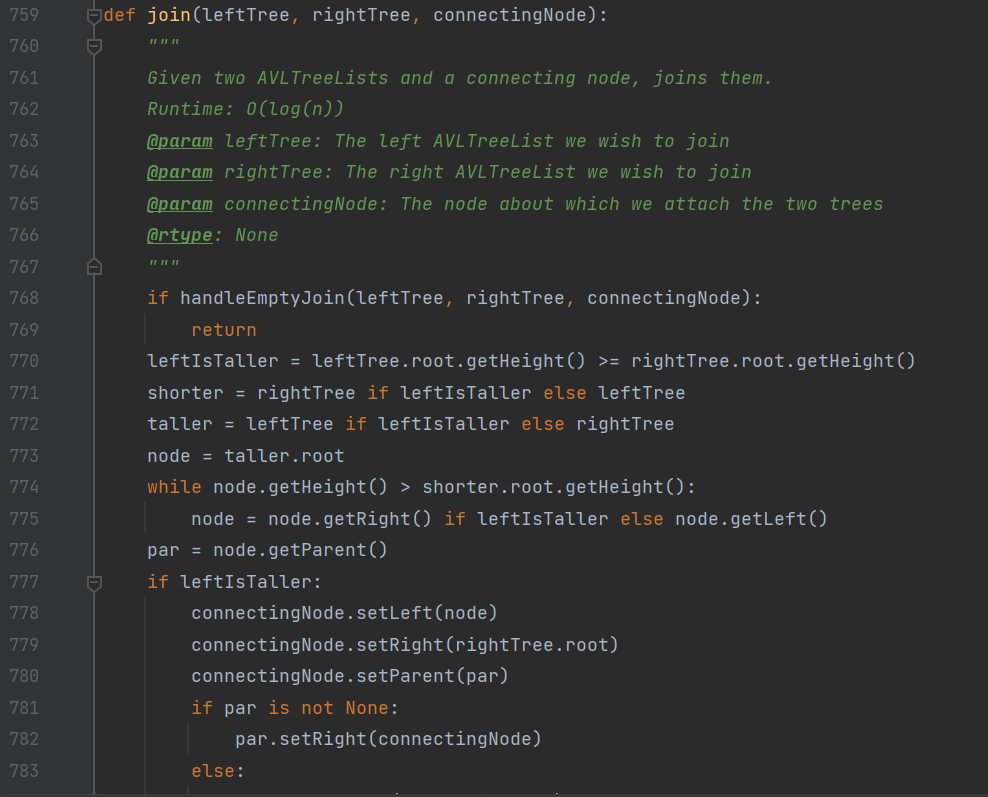 759 def join(leftTree, rightTree, connectingNode):
760     """
761     Given two AVLTreeLists and a connecting node, joins them.
762     Runtime: O(log(n))
763     @param leftTree: The left AVLTreeList we wish to join
764     @param rightTree: The right AVLTreeList we wish to join
765     @param connectingNode: The node about which we attach the two trees
766     @rtype: None
767     """
768     if handleEmptyJoin(leftTree, rightTree, connectingNode):
769         return
770     leftIsTaller = leftTree.root.getHeight() >= rightTree.root.getHeight()
771     shorter = rightTree if leftIsTaller else leftTree
772     taller = leftTree if leftIsTaller else rightTree
773     node = taller.root
774     while node.getHeight() > shorter.root.getHeight():
775         node = node.getRight() if leftIsTaller else node.getLeft()
776     par = node.getParent()
777     if leftIsTaller:
778         connectingNode.setLeft(node)
779         connectingNode.setRight(rightTree.root)
780         connectingNode.setParent(par)
781         if par is not None:
782             par.setRight(connectingNode)
783         else: